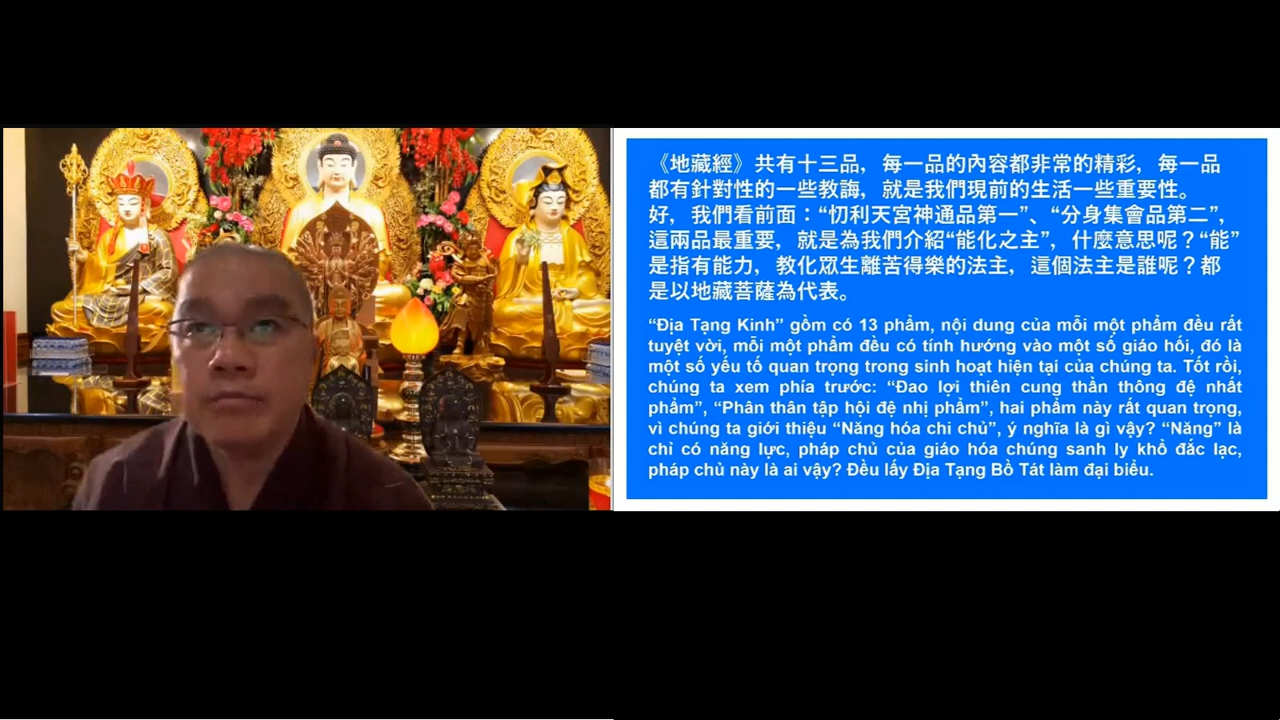 《地藏經》共有十三品，每一品的內容都非常的精彩，每一品
都有針對性的一些教誨，就是我們現前的生活一些重要性。
好，我們看前面：“忉利天宮神通品第一”、“分身集會品第二”，
這兩品最重要，就是為我們介紹“能化之主”，什麼意思呢？“能”
是指有能力，教化眾生離苦得樂的法主，這個法主是誰呢？都
是以地藏菩薩為代表。
“Địa Tạng Kinh” gồm có 13 phẩm, nội dung của mỗi một phẩm đều rất
tuyệt vời, mỗi một phẩm đều có tính hướng vào một số giáo hối, đó là
một số yếu tố quan trọng trong sinh hoạt hiện tại của chúng ta. Tốt rồi,
chúng ta xem phía trước: “Đao lợi thiên cung thần thông đệ nhất
phẩm”, “Phân thân tập hội đệ nhị phẩm”, hai phẩm này rất quan trọng,
vì chúng ta giới thiệu “Năng hóa chi chủ”, ý nghĩa là gì vậy? “Năng” là
chỉ có năng lực, pháp chủ của giáo hóa chúng sanh ly khổ đắc lạc,
pháp chủ này là ai vậy? Đều lấy Địa Tạng Bồ Tát làm đại biểu.